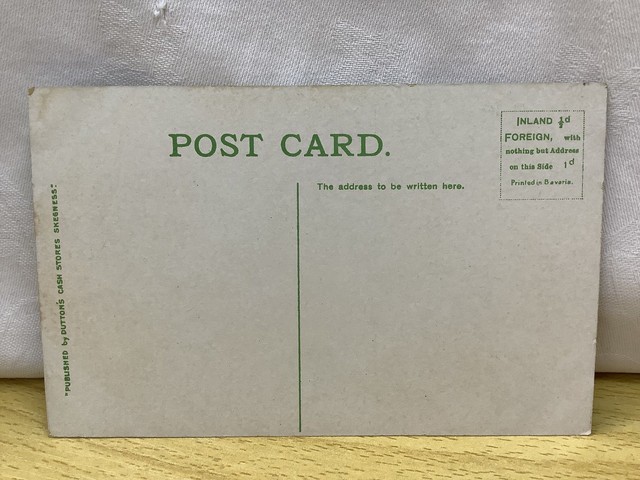 POST CARD.
INLAND ½d
FOREIGN, with
nothing but Address
on this Side 1d
Printed in Bavaria.
The address to be written here.
"PUBLISHED by DUTTON'S CASH STORES SKEGNESS."